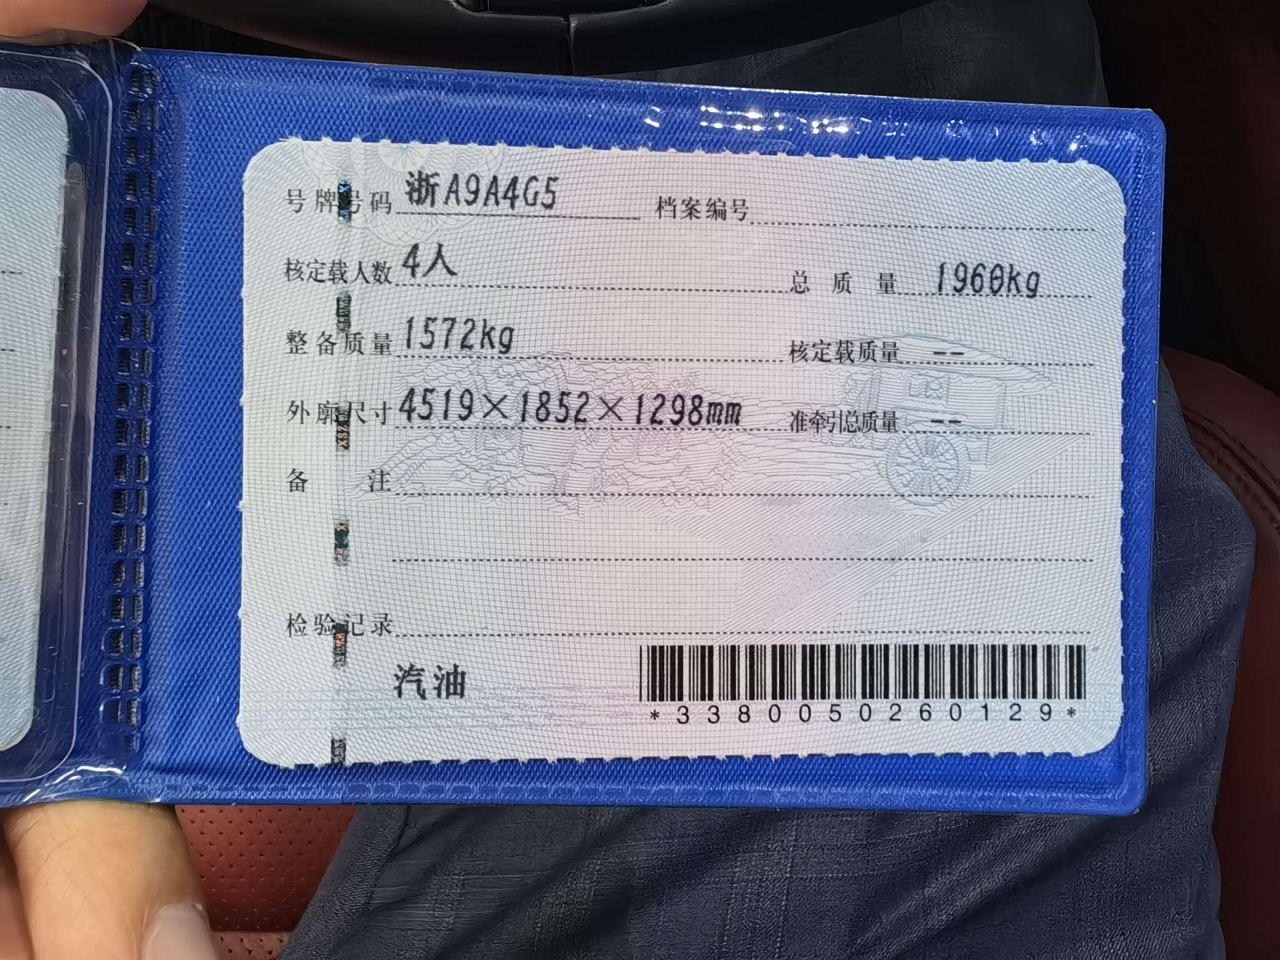 号牌号码 浙A9A4G5 档案编号
核定载人数 4人 总质量 1960kg
整备质量 1572kg 核定载质量 --
外廓尺寸 4519×1852×1298mm 准牵引总质量 --
备注
检验记录
汽油
*3380050260129*